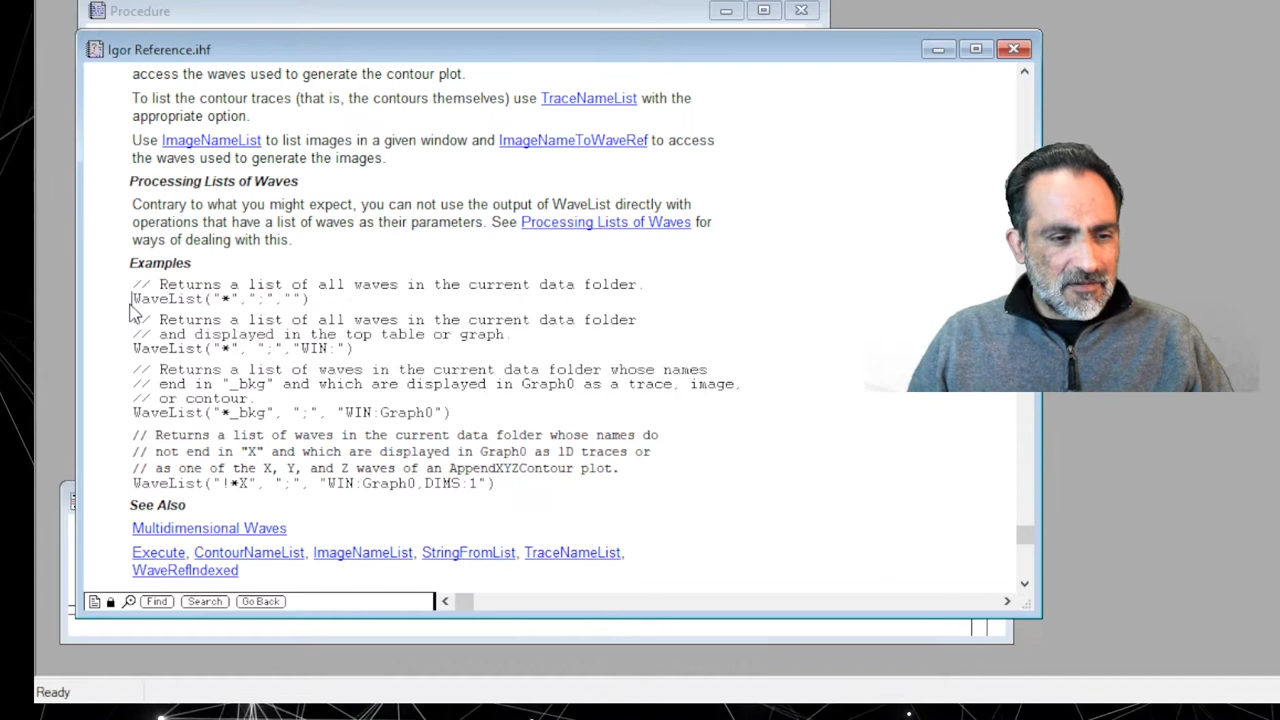 Procedure
Igor Reference.ihf
access the waves used to generate the contour plot.
To list the contour traces (that is, the contours themselves) use TraceNameList with the
appropriate option.
Use ImageNameList to list images in a given window and ImageNameToWaveRef to access
the waves used to generate the images.
Processing Lists of Waves
Contrary to what you might expect, you can not use the output of WaveList directly with
operations that have a list of waves as their parameters. See Processing Lists of Waves for
ways of dealing with this.
Examples
// Returns a list of all waves in the current data folder.
WaveList("*",";","")
// Returns a list of all waves in the current data folder
// and displayed in the top table or graph.
WaveList("*", ";","WIN:")
// Returns a list of waves in the current data folder whose names
// end in "_bkg" and which are displayed in Graph0 as a trace, image,
// or contour.
WaveList("*_bkg", ";", "WIN:Graph0")
// Returns a list of waves in the current data folder whose names do
// not end in "X" and which are displayed in Graph0 as 1D traces or
// as one of the X, Y, and Z waves of an AppendXYZContour plot.
WaveList("!*X", ";", "WIN:Graph0,DIMS:1")
See Also
Multidimensional Waves
Execute, ContourNameList, ImageNameList, StringFromList, TraceNameList,
WaveRefIndexed
Find Search Go Back
Ready